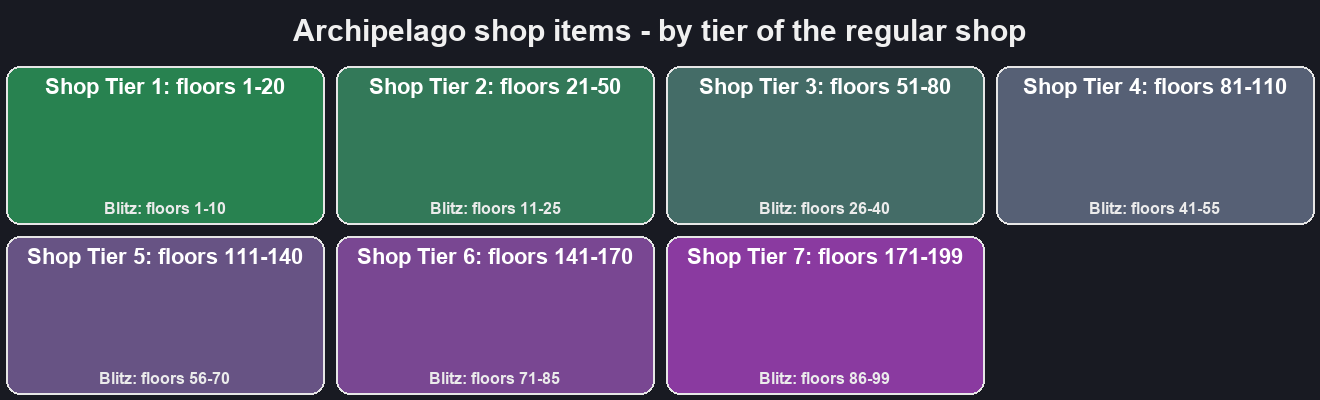 Archipelago shop items - by tier of the regular shop
Shop Tier 1: floors 1-20
Blitz: floors 1-10
Shop Tier 2: floors 21-50
Blitz: floors 11-25
Shop Tier 3: floors 51-80
Blitz: floors 26-40
Shop Tier 4: floors 81-110
Blitz: floors 41-55
Shop Tier 5: floors 111-140
Blitz: floors 56-70
Shop Tier 6: floors 141-170
Blitz: floors 71-85
Shop Tier 7: floors 171-199
Blitz: floors 86-99